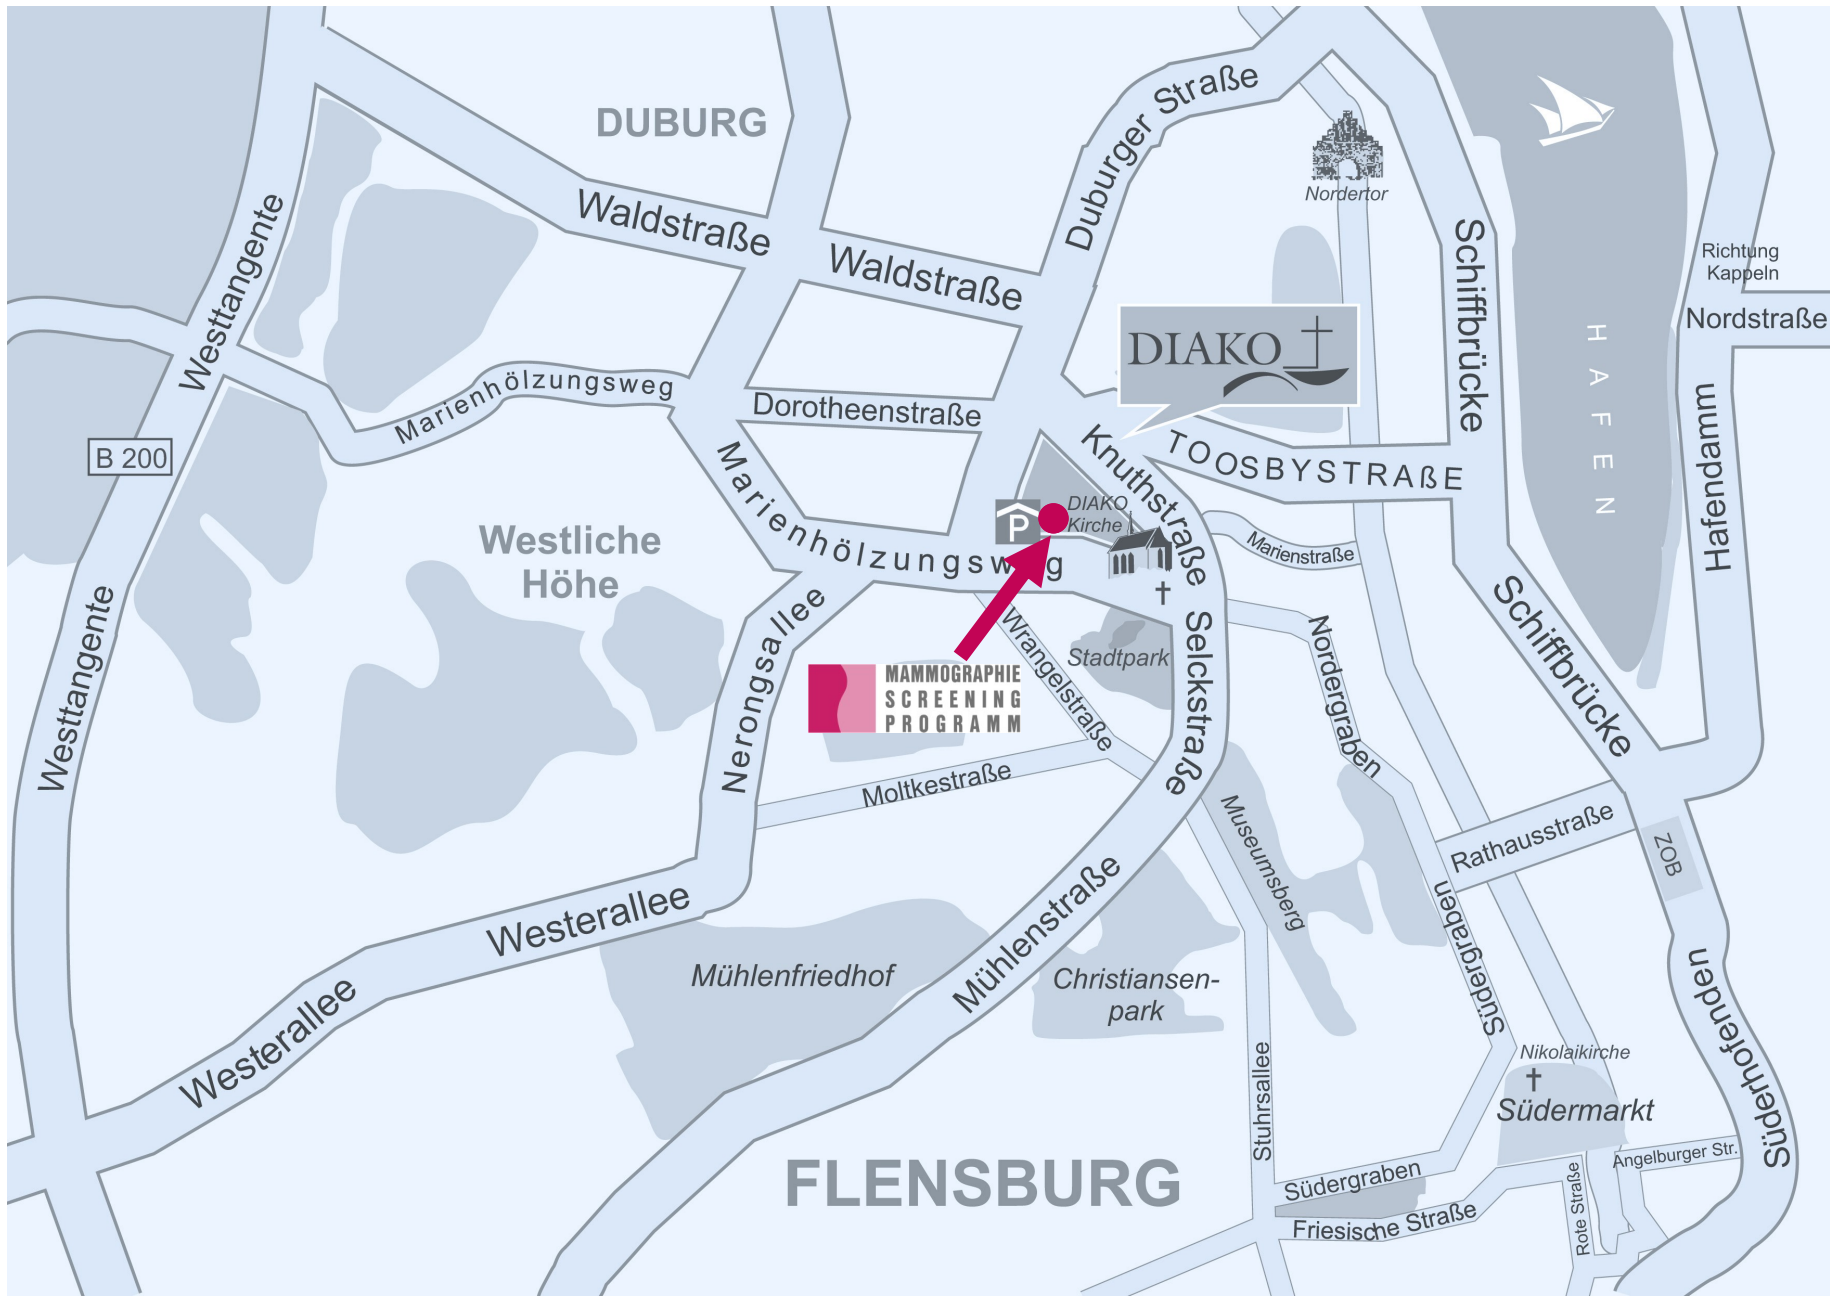 DUBURG
Duburger Straße
Nordertor
Waldstraße
Waldstraße
Westtangente
Schiffbrücke
Richtung
Kappeln
Nordstraße
HAFEN
DIAKO
Marienhölzungsweg
Dorotheenstraße
Knuthstraße
TOOSBYSTRAßE
Hafendamm
B 200
Marienhölzungsweg
P
DIAKO
Kirche
Marienstraße
Westliche
Höhe
Westtangente
Nerongsallee
Wrangelstraße
Stadtpark
Selckstraße
Nordergraben
Schiffbrücke
MAMMOGRAPHIE
SCREENING
PROGRAMM
Moltkestraße
Museumsberg
Rathausstraße
ZOB
Westerallee
Mühlenstraße
Südergraben
Mühlenfriedhof
Christiansen-
park
Westerallee
Süderhofenden
Stuhrsallee
Nikolaikirche
Südermarkt
FLENSBURG
Südergraben
Angelburger Str.
Friesische Straße
Rote Straße